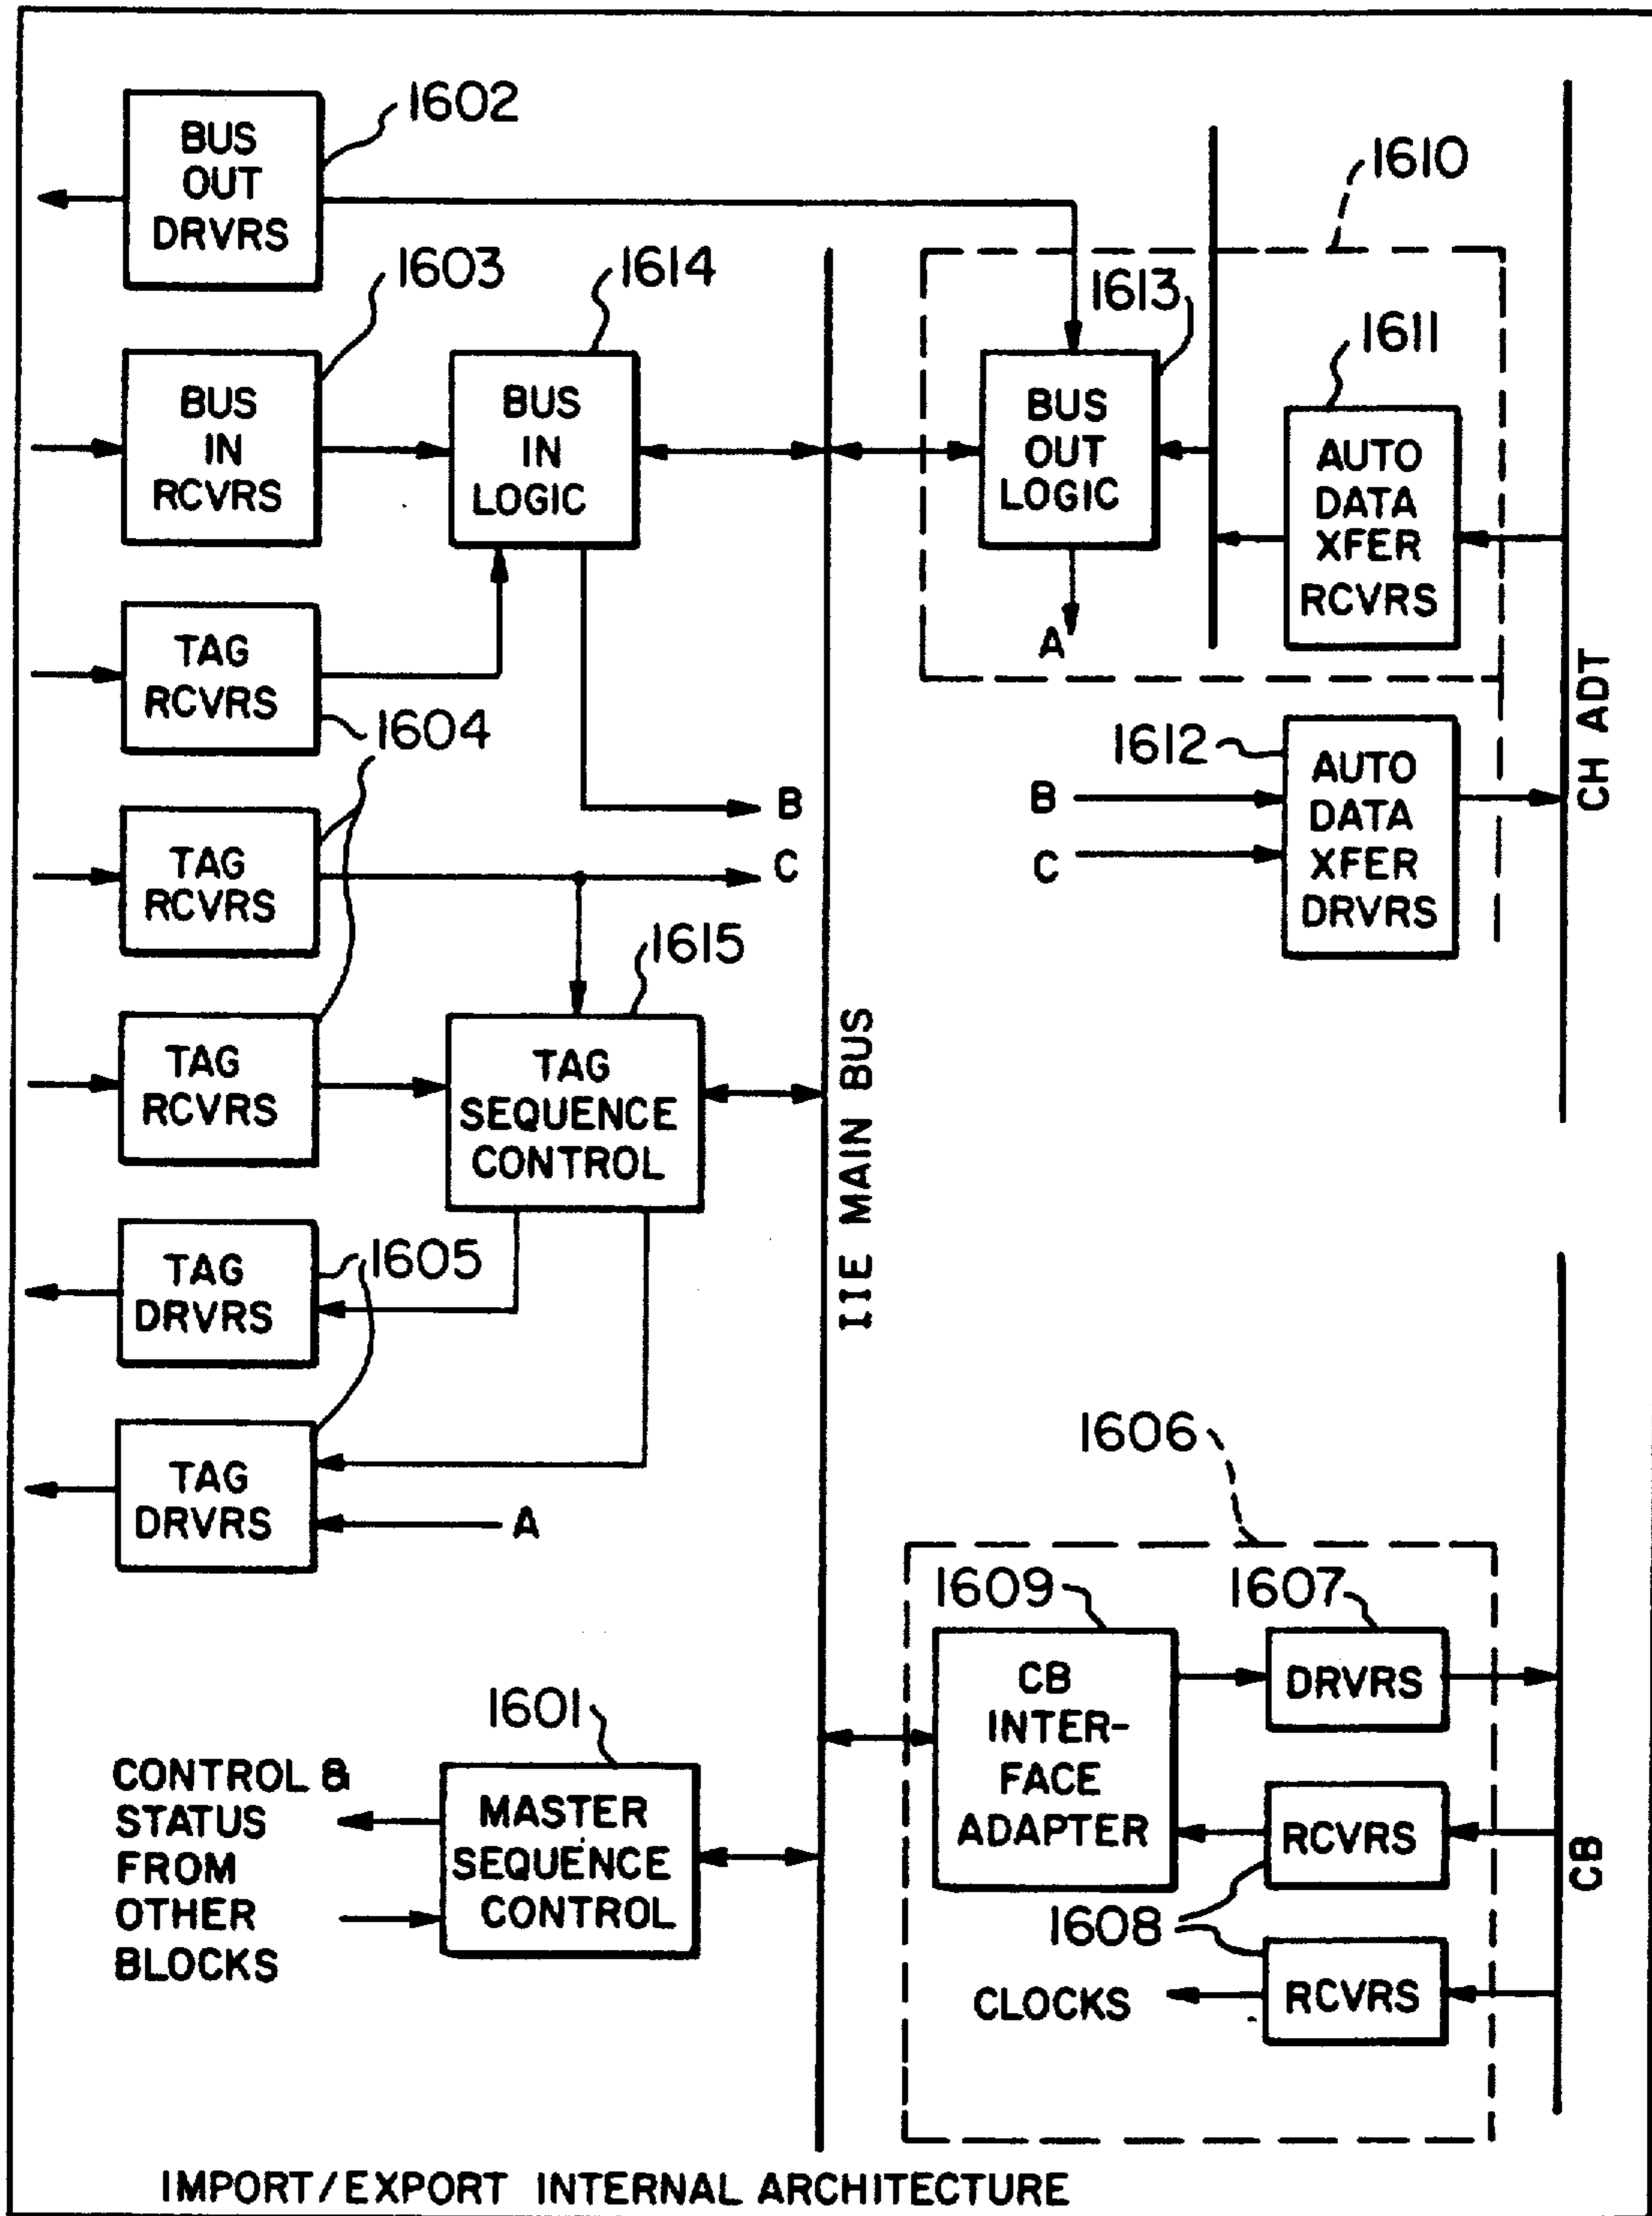 1602
BUS
OUT
DRVRS
1610
1603
1614
1613
1611
BUS
IN
RCVRS
BUS
IN
LOGIC
BUS
OUT
LOGIC
AUTO
DATA
XFER
RCVRS
TAG
RCVRS
A
1604
CH ADT
1612
AUTO
DATA
XFER
DRVRS
B
B
C
C
TAG
RCVRS
1615
TAG
RCVRS
TAG
SEQUENCE
CONTROL
IIE MAIN BUS
TAG
DRVRS
1605
TAG
DRVRS
A
1606
1609
1607
CB
INTER-
FACE
ADAPTER
DRVRS
1601
CONTROL &
STATUS
FROM
OTHER
BLOCKS
MASTER
SEQUENCE
CONTROL
RCVRS
CB
1608
CLOCKS
RCVRS
IMPORT/EXPORT INTERNAL ARCHITECTURE